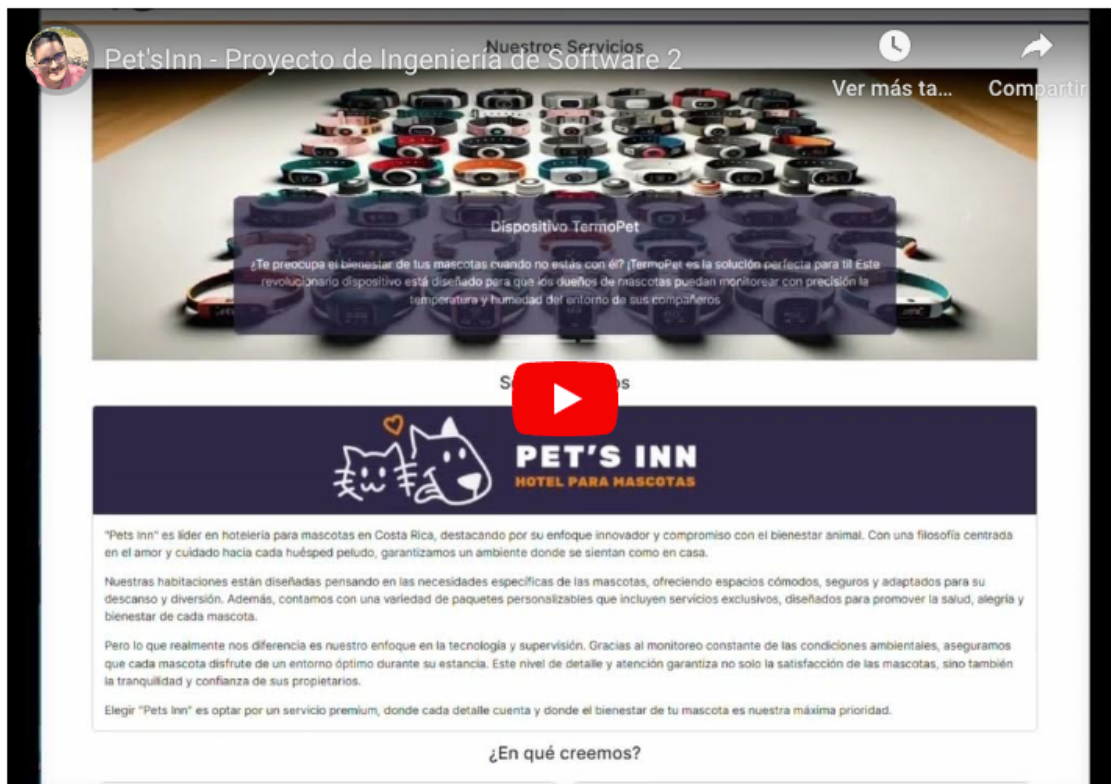 Nuestros Servicios
Pet'sInn - Proyecto de Ingeniería de Software 2
Ver más ta...
Compartir
Dispositivo TermoPet
¿Te preocupa el bienestar de tus mascotas cuando no estás con él? ¡TermoPet es la solución perfecta para ti! Este
revolucionario dispositivo está diseñado para que los dueños de mascotas puedan monitorear con precisión la
temperatura y humedad del entorno de sus compañeros
PET'S INN
HOTEL PARA MASCOTAS
"Pets Inn" es líder en hotelería para mascotas en Costa Rica, destacando por su enfoque innovador y compromiso con el bienestar animal. Con una filosofía centrada
en el amor y cuidado hacia cada huésped peludo, garantizamos un ambiente donde se sientan como en casa.
Nuestras habitaciones están diseñadas pensando en las necesidades específicas de las mascotas, ofreciendo espacios cómodos, seguros y adaptados para su
descanso y diversión. Además, contamos con una variedad de paquetes personalizables que incluyen servicios exclusivos, diseñados para promover la salud, alegría y
bienestar de cada mascota.
Pero lo que realmente nos diferencia es nuestro enfoque en la tecnología y supervisión. Gracias al monitoreo constante de las condiciones ambientales, aseguramos
que cada mascota disfrute de un entorno óptimo durante su estancia. Este nivel de detalle y atención garantiza no solo la satisfacción de las mascotas, sino también
la tranquilidad y confianza de sus propietarios.
Elegir "Pets Inn" es optar por un servicio premium, donde cada detalle cuenta y donde el bienestar de tu mascota es nuestra máxima prioridad.
¿En qué creemos?